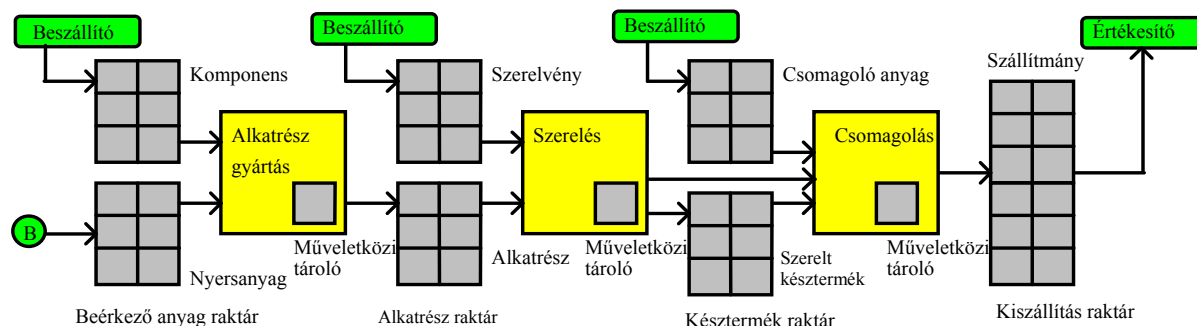 Beszállító
Beszállító
Beszállító
Értékesítő
Komponens
Szerelvény
Csomagoló anyag
Szállítmány
Alkatrész
gyártás
Szerelés
Csomagolás
B
Nyersanyag
Műveletközi
tároló
Alkatrész
Műveletközi
tároló
Szerelt
késztermék
Műveletközi
tároló
Beérkező anyag raktár
Alkatrész raktár
Késztermék raktár
Kiszállítás raktár